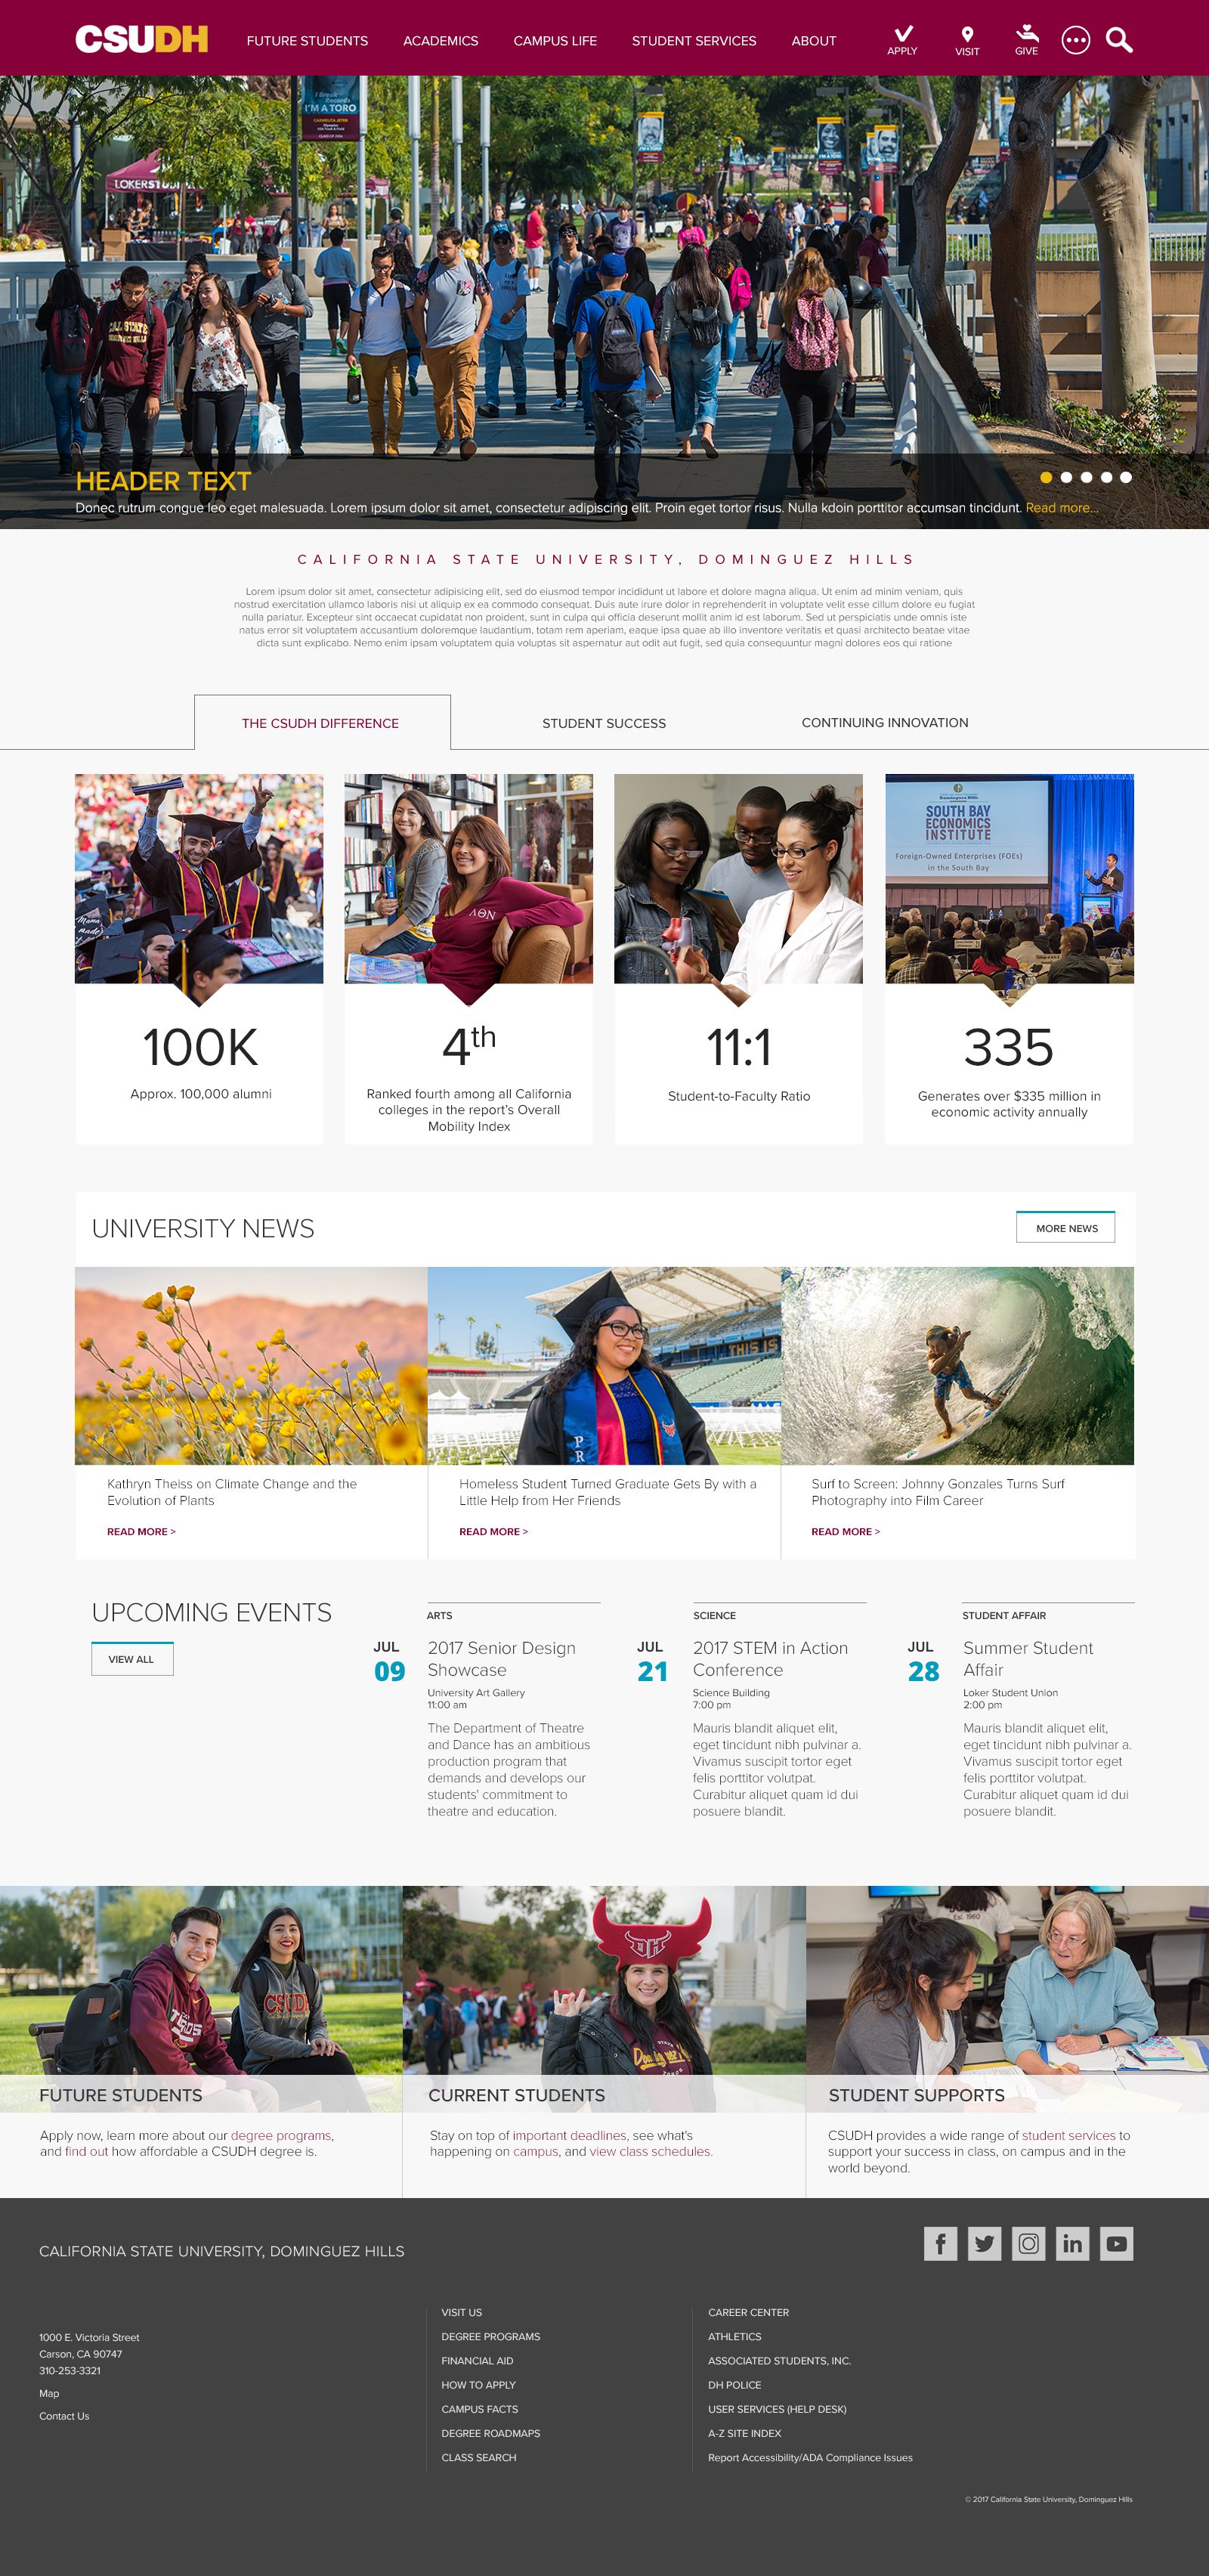 CSUDH
FUTURE STUDENTS
ACADEMICS
CAMPUS LIFE
STUDENT SERVICES
ABOUT
APPLY
VISIT
GIVE
I'M A TORO
HEADER TEXT
Donec rutrum congue leo eget malesuada. Lorem ipsum dolor sit amet, consectetur adipiscing elit. Proin eget tortor risus. Nulla kdoin porttitor accumsan tincidunt. Read more...
CALIFORNIA STATE UNIVERSITY, DOMINGUEZ HILLS
Lorem ipsum dolor sit amet, consectetur adipisicing elit, sed do eiusmod tempor incididunt ut labore et dolore magna aliqua. Ut enim ad minim veniam, quis
nostrud exercitation ullamco laboris nisi ut aliquip ex ea commodo consequat. Duis aute irure dolor in reprehenderit in voluptate velit esse cillum dolore eu fugiat
nulla pariatur. Excepteur sint occaecat cupidatat non proident, sunt in culpa qui officia deserunt mollit anim id est laborum. Sed ut perspiciatis unde omnis iste
natus error sit voluptatem accusantium doloremque laudantium, totam rem aperiam, eaque ipsa quae ab illo inventore veritatis et quasi architecto beatae vitae
dicta sunt explicabo. Nemo enim ipsam voluptatem quia voluptas sit aspernatur aut odit aut fugit, sed quia consequuntur magni dolores eos qui ratione
THE CSUDH DIFFERENCE
STUDENT SUCCESS
CONTINUING INNOVATION
ΛΘΝ
SOUTH BAY
ECONOMICS
INSTITUTE
Foreign-Owned Enterprises (FOEs)
in the South Bay
100K
Approx. 100,000 alumni
4th
Ranked fourth among all California
colleges in the report's Overall
Mobility Index
11:1
Student-to-Faculty Ratio
335
Generates over $335 million in
economic activity annually
UNIVERSITY NEWS
MORE NEWS
THIS IS
Kathryn Theiss on Climate Change and the
Evolution of Plants
READ MORE >
Homeless Student Turned Graduate Gets By with a
Little Help from Her Friends
READ MORE >
Surf to Screen: Johnny Gonzales Turns Surf
Photography into Film Career
READ MORE >
UPCOMING EVENTS
VIEW ALL
JUL
09
ARTS
2017 Senior Design
Showcase
University Art Gallery
11:00 am
The Department of Theatre
and Dance has an ambitious
production program that
demands and develops our
students' commitment to
theatre and education.
JUL
21
SCIENCE
2017 STEM in Action
Conference
Science Building
7:00 pm
Mauris blandit aliquet elit,
eget tincidunt nibh pulvinar a.
Vivamus suscipit tortor eget
felis porttitor volutpat.
Curabitur aliquet quam id dui
posuere blandit.
JUL
28
STUDENT AFFAIR
Summer Student
Affair
Loker Student Union
2:00 pm
Mauris blandit aliquet elit,
eget tincidunt nibh pulvinar a.
Vivamus suscipit tortor eget
felis porttitor volutpat.
Curabitur aliquet quam id dui
posuere blandit.
DH
FUTURE STUDENTS
Apply now, learn more about our degree programs,
and find out how affordable a CSUDH degree is.
CURRENT STUDENTS
Stay on top of important deadlines, see what's
happening on campus, and view class schedules.
STUDENT SUPPORTS
CSUDH provides a wide range of student services to
support your success in class, on campus and in the
world beyond.
CALIFORNIA STATE UNIVERSITY, DOMINGUEZ HILLS
1000 E. Victoria Street
Carson, CA 90747
310-253-3321
Map
Contact Us
VISIT US
DEGREE PROGRAMS
FINANCIAL AID
HOW TO APPLY
CAMPUS FACTS
DEGREE ROADMAPS
CLASS SEARCH
CAREER CENTER
ATHLETICS
ASSOCIATED STUDENTS, INC.
DH POLICE
USER SERVICES (HELP DESK)
A-Z SITE INDEX
Report Accessibility/ADA Compliance Issues
© 2017 California State University, Dominguez Hills